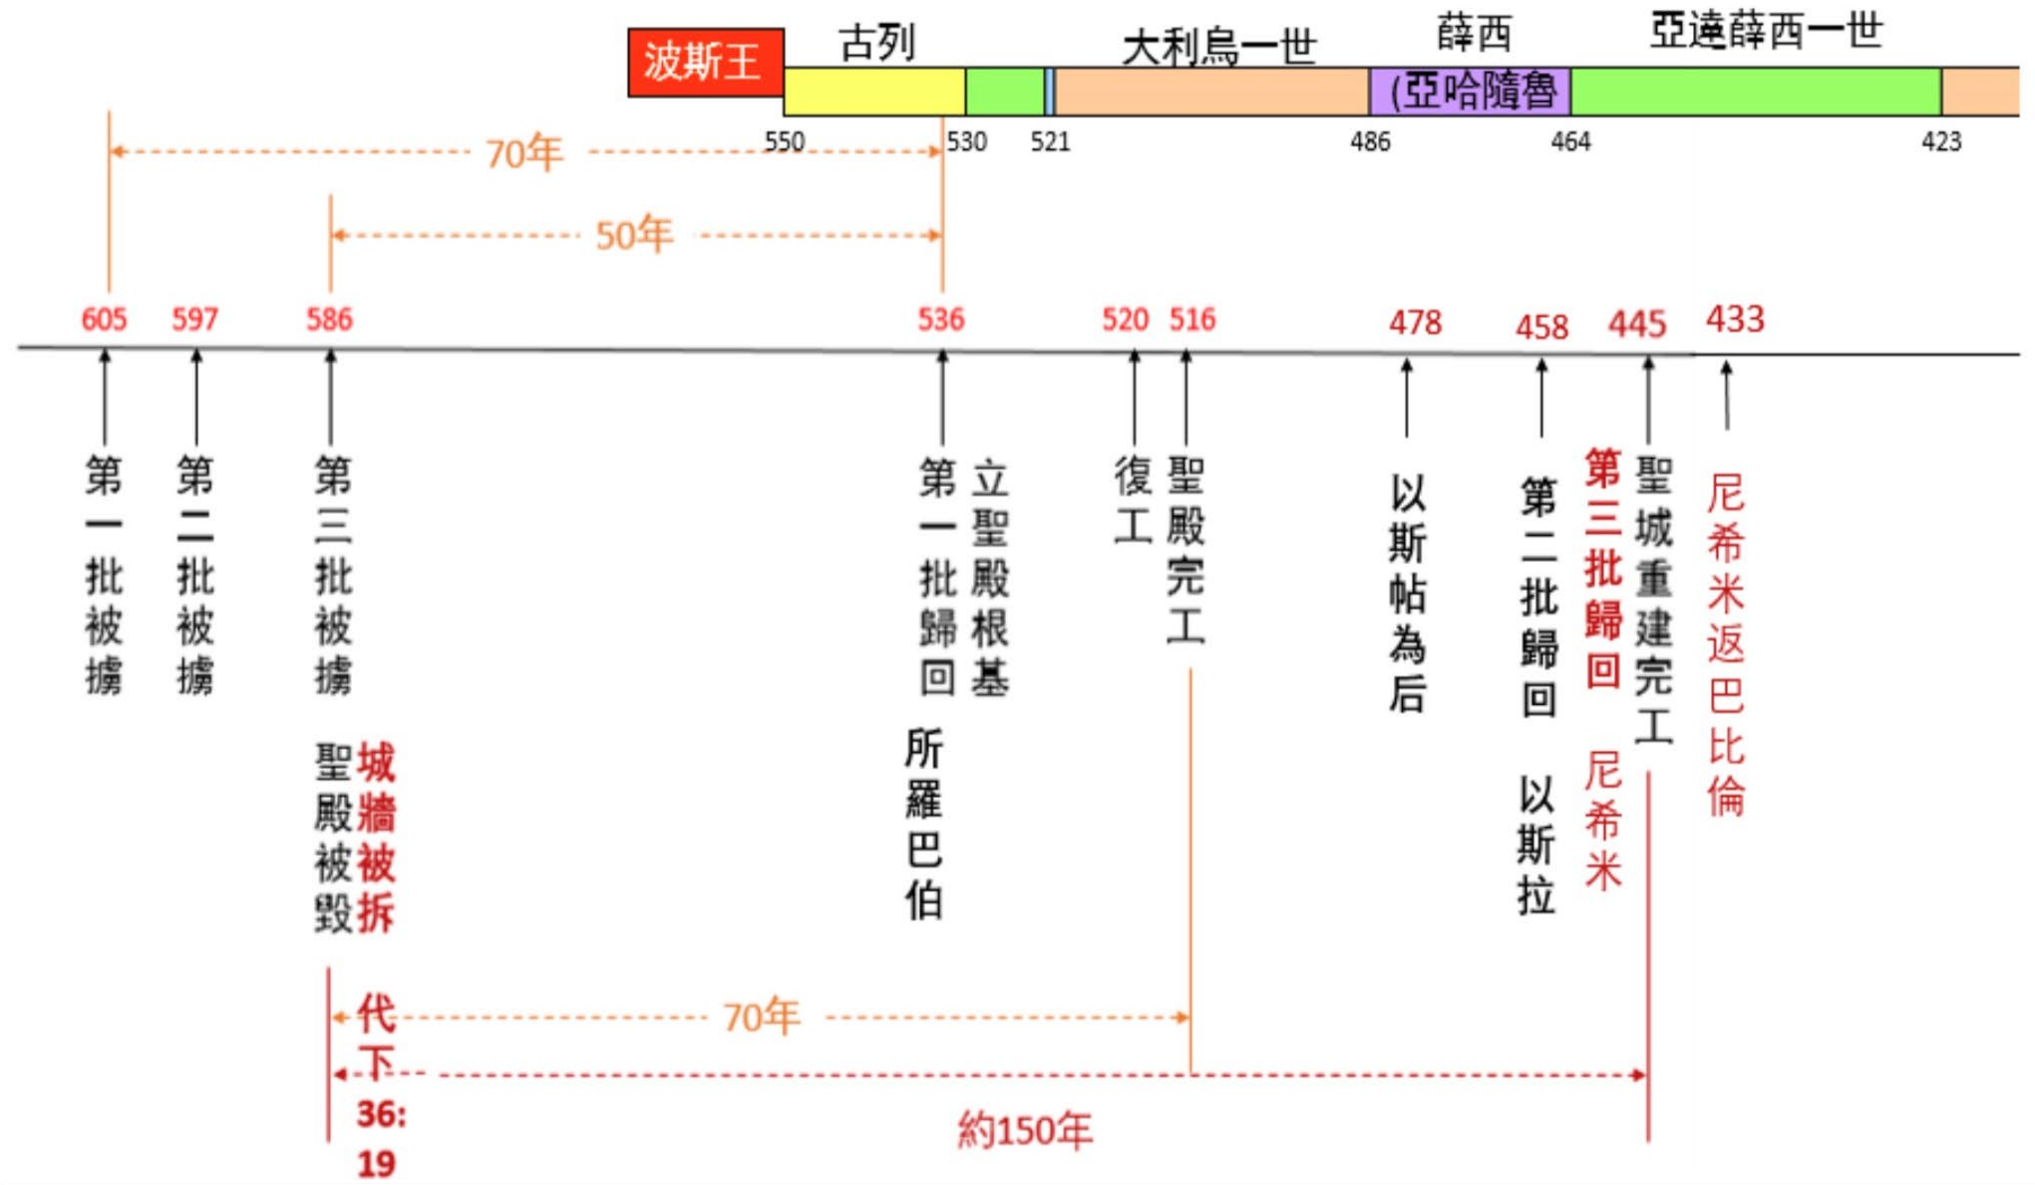 波斯王
古列
大利烏一世
薛西
(亞哈隨魯
亞達薛西一世
550
530
521
486
464
423
70年
50年
605
597
586
536
520
516
478
458
445
433
第一批被擄
第二批被擄
第三批被擄
聖殿被毀
城牆被拆
代下36:19
第一批歸回
所羅巴伯
立聖殿根基
復工
聖殿完工
以斯帖為后
第二批歸回
以斯拉
第三批歸回
尼希米
聖城重建完工
尼希米返巴比倫
70年
約150年